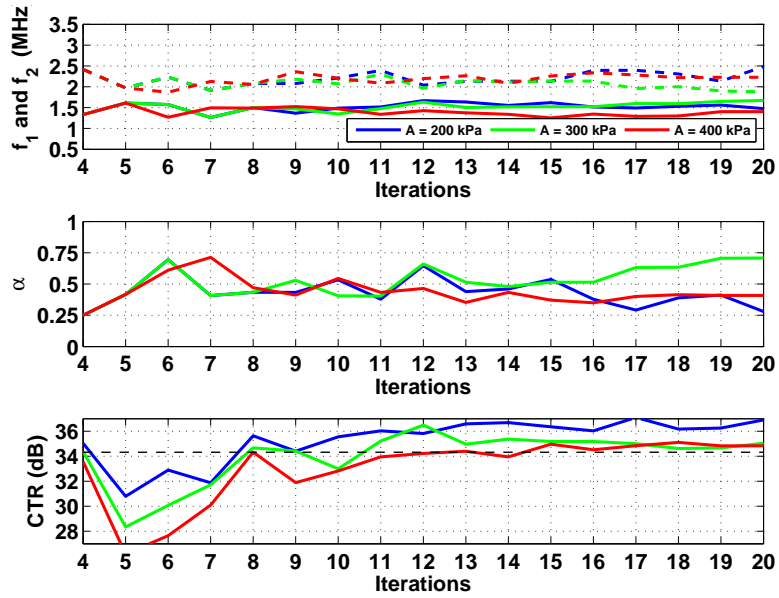 f1 and f2 (MHz
3.5
3
2.5
2
1.5
1
0.5
A = 200 kPa A = 300 kPa A = 400 kPa
4 5 6 7 8 9 10 11 12 13 14 15 16 17 18 19 20
Iterations
α
1
0.75
0.5
0.25
0
4 5 6 7 8 9 10 11 12 13 14 15 16 17 18 19 20
Iterations
CTR (dB)
36
34
32
30
28
4 5 6 7 8 9 10 11 12 13 14 15 16 17 18 19 20
Iterations